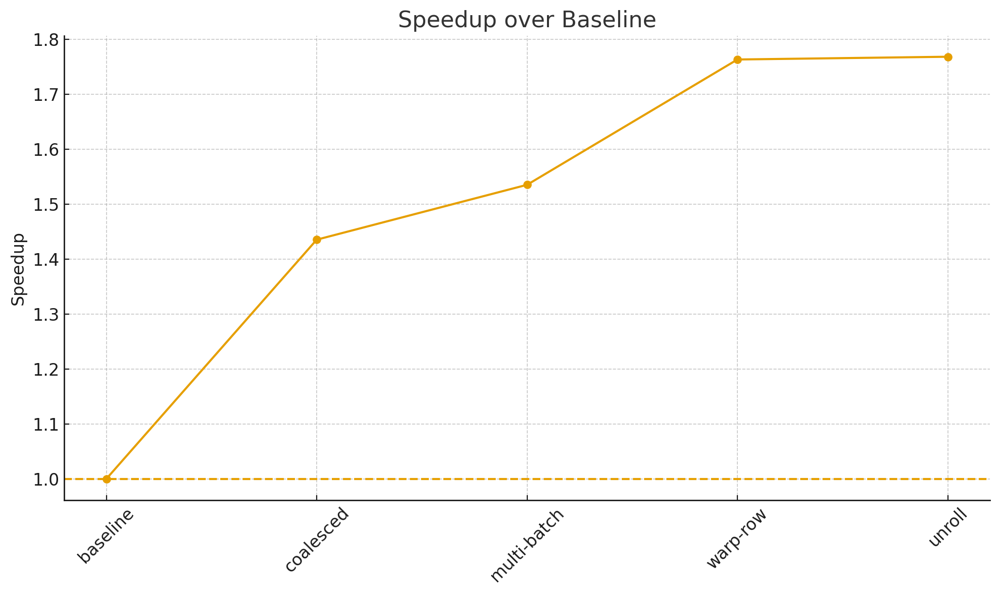 Speedup over Baseline
Speedup
1.8
1.7
1.6
1.5
1.4
1.3
1.2
1.1
1.0
baseline
coalesced
multi-batch
warp-row
unroll